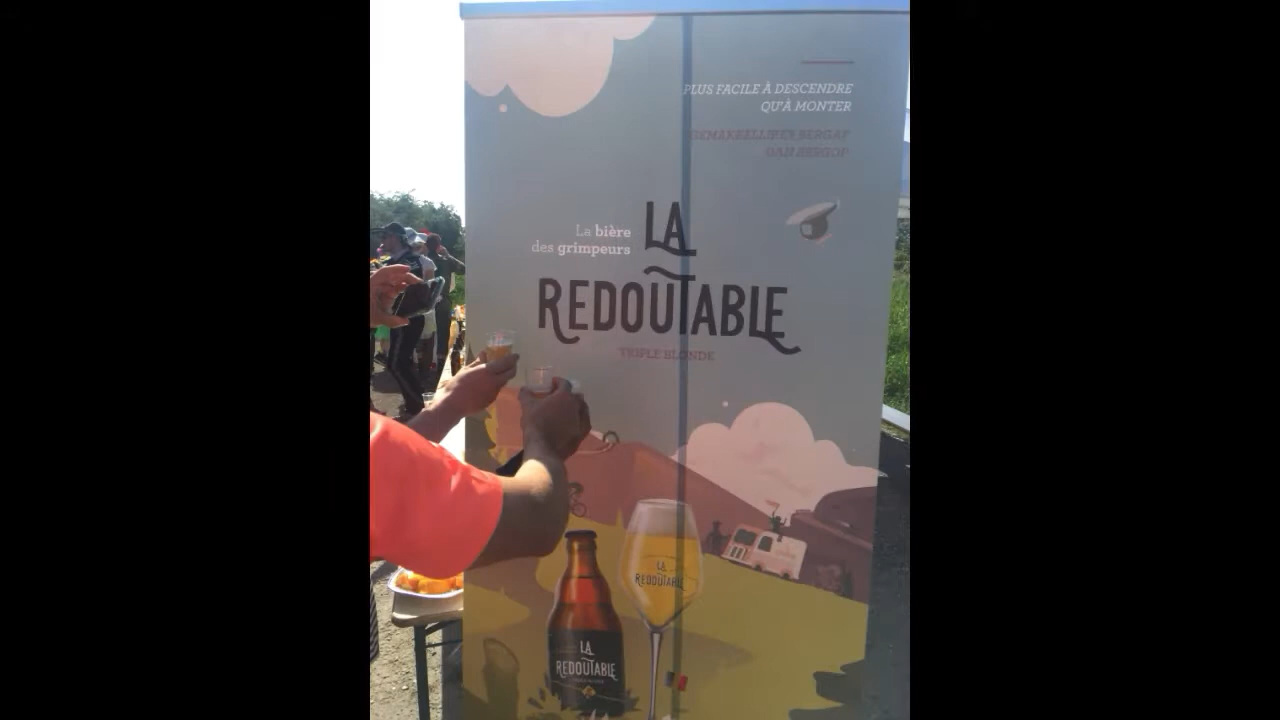 PLUS FACILE À DESCENDRE
QU'À MONTER
GEMAKKELLIJKER BERGAF
DAN BERGOP
La bière
des grimpeurs
LA
REDOUTABLE
TRIPLE BLONDE
LA
REDOUTABLE
LA
REDOUTABLE